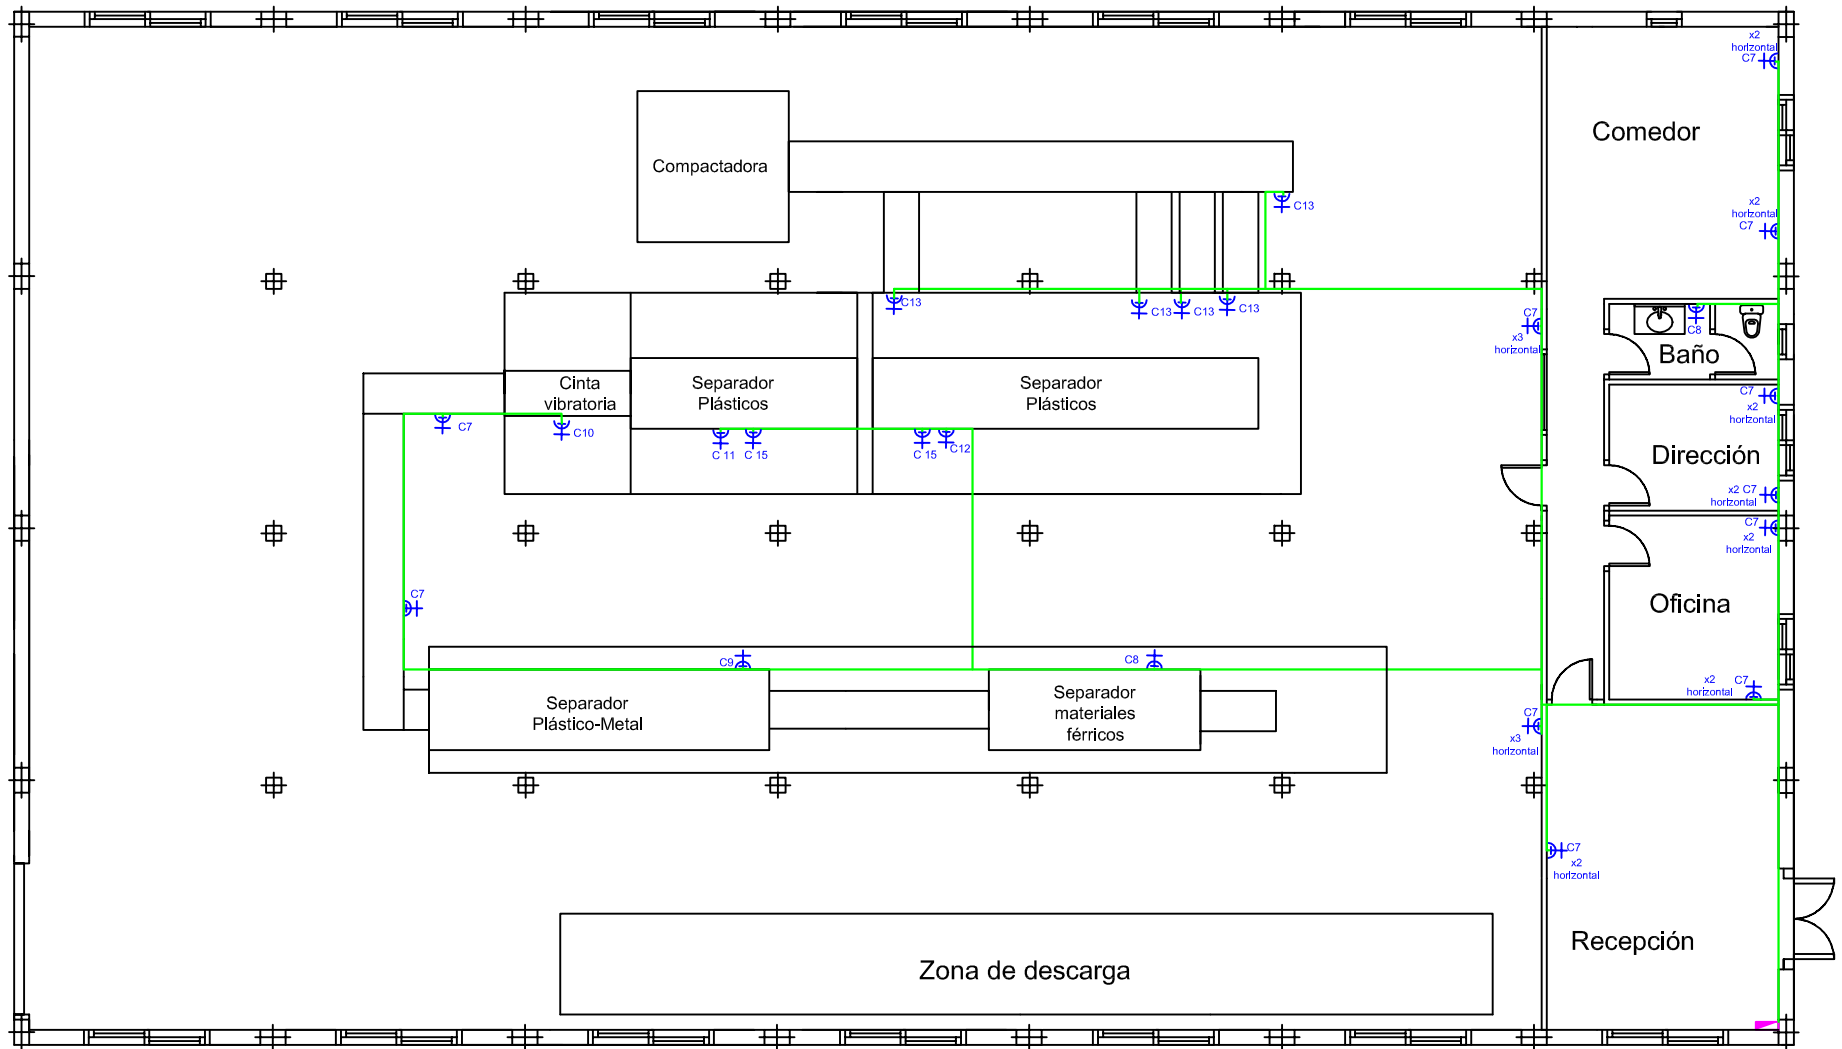 x2
horizontal
C7
Comedor
Compactadora
x2
horizontal
C7
C13
C13
C13
C13
C13
C7
x3
horizontal
C8
Baño
Cinta
vibratoria
Separador
Plásticos
Separador
Plásticos
C7
x2
horizontal
C7
C10
C 11
C 15
C 15
C12
Dirección
x2 C7
horizontal
C7
x2
horizontal
C7
Oficina
C9
C8
x2
horizontal
C7
Separador
Plástico-Metal
Separador
materiales
férricos
C7
x3
horizontal
C7
x2
horizontal
Recepción
Zona de descarga